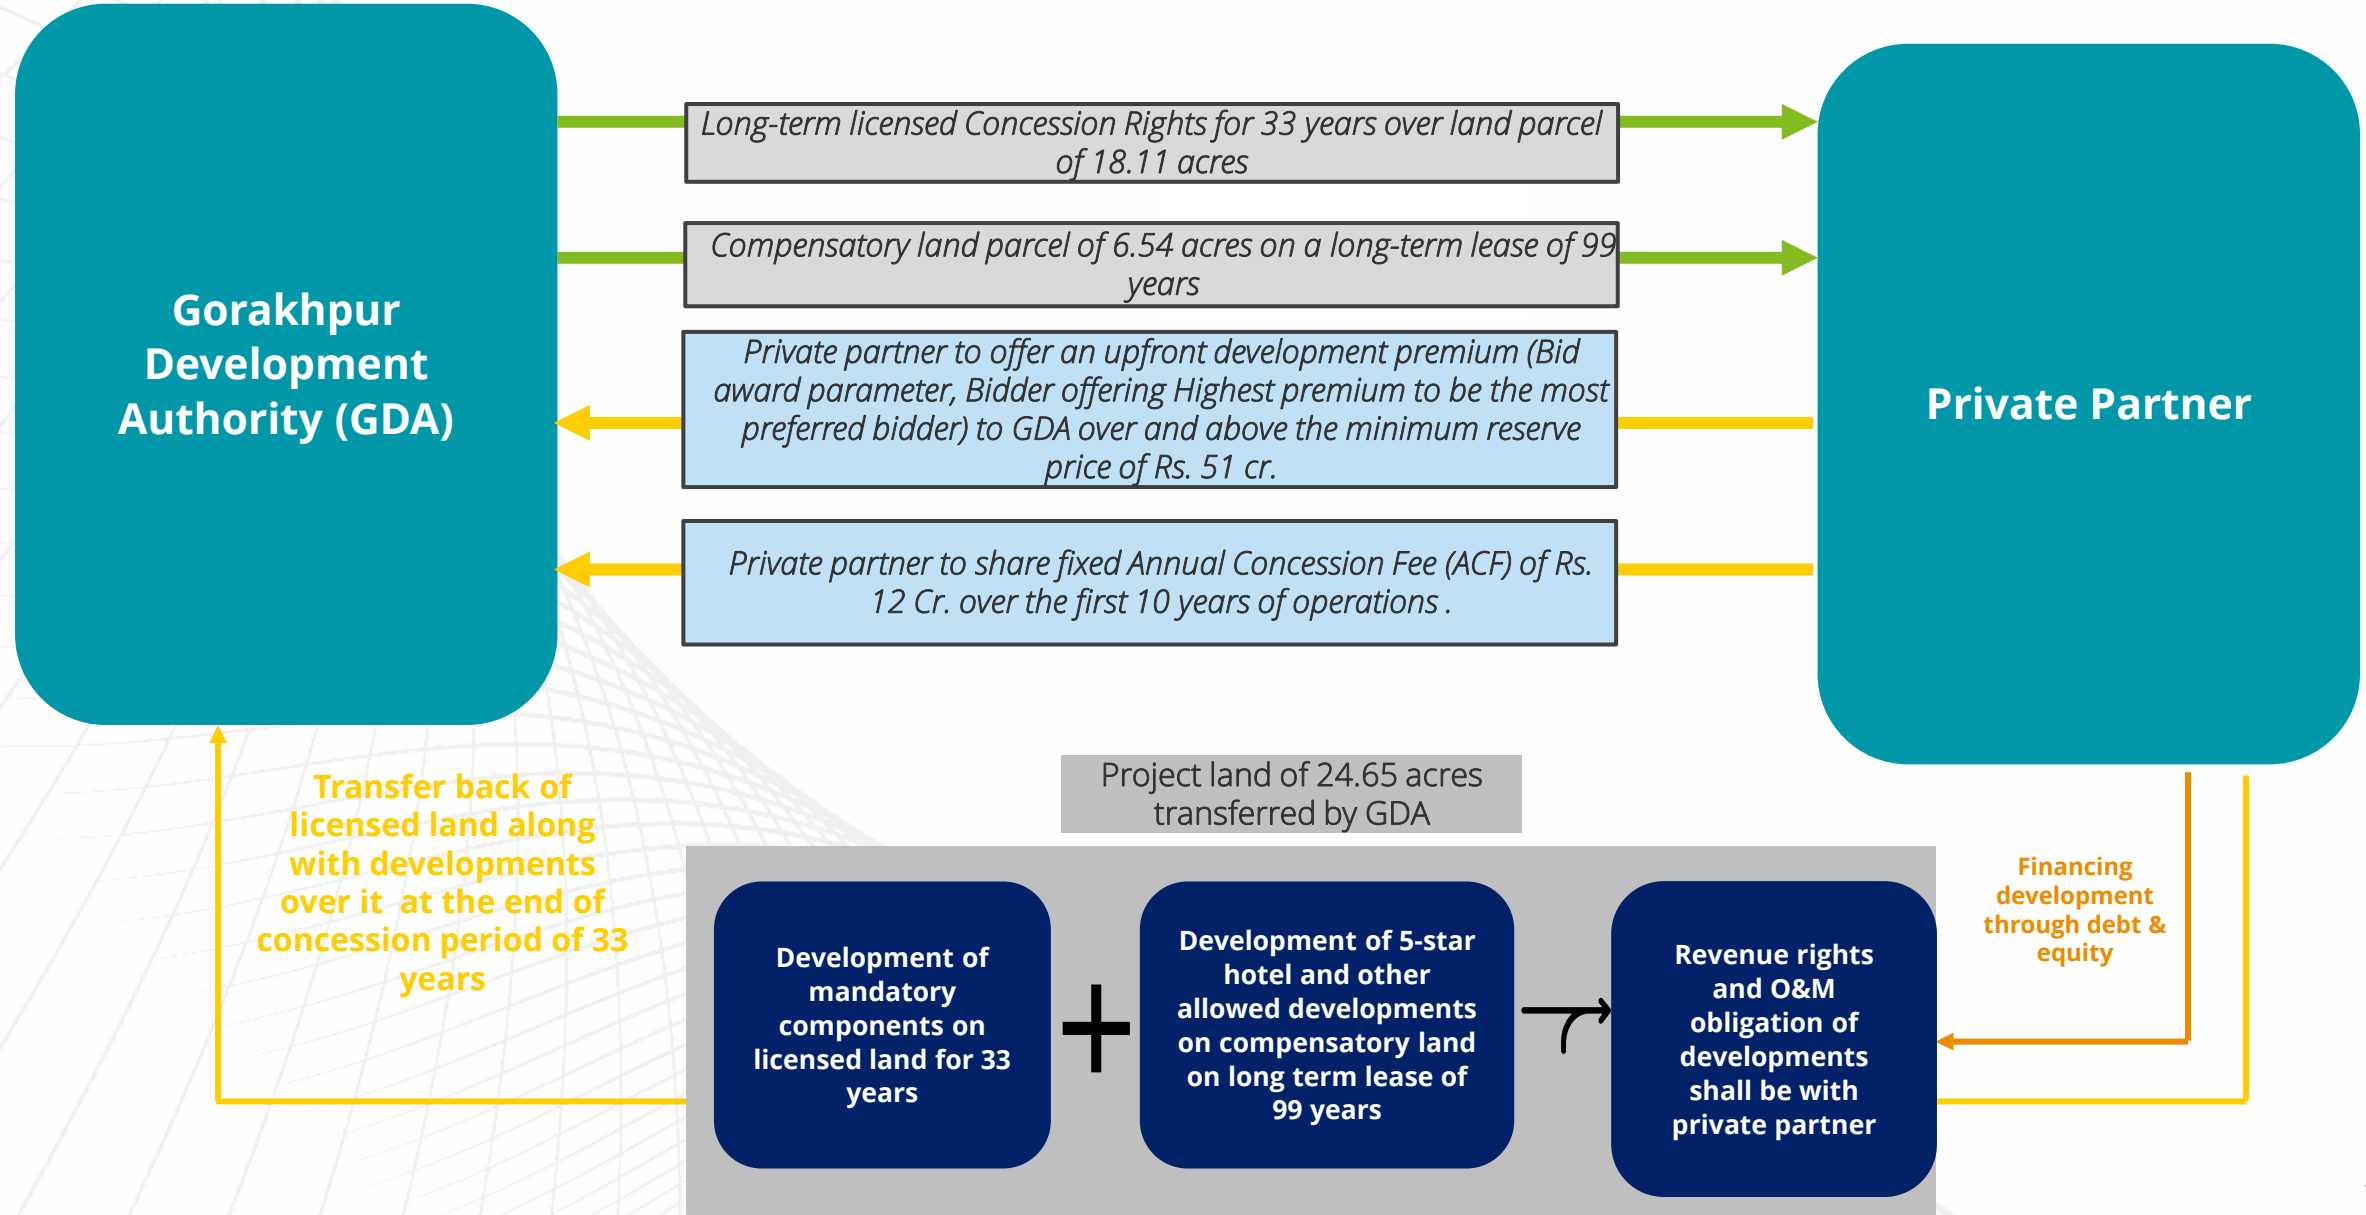 Gorakhpur
Development
Authority (GDA)
Long-term licensed Concession Rights for 33 years over land parcel
of 18.11 acres
Compensatory land parcel of 6.54 acres on a long-term lease of 99
years
Private partner to offer an upfront development premium (Bid
award parameter, Bidder offering Highest premium to be the most
preferred bidder) to GDA over and above the minimum reserve
price of Rs. 51 cr.
Private partner to share fixed Annual Concession Fee (ACF) of Rs.
12 Cr. over the first 10 years of operations .
Private Partner
Transfer back of
licensed land along
with developments
over it  at the end of
concession period of 33
years
Project land of 24.65 acres
transferred by GDA
Development of
mandatory
components on
licensed land for 33
years
+
Development of 5-star
hotel and other
allowed developments
on compensatory land
on long term lease of
99 years
Revenue rights
and O&M
obligation of
developments
shall be with
private partner
Financing
development
through debt &
equity